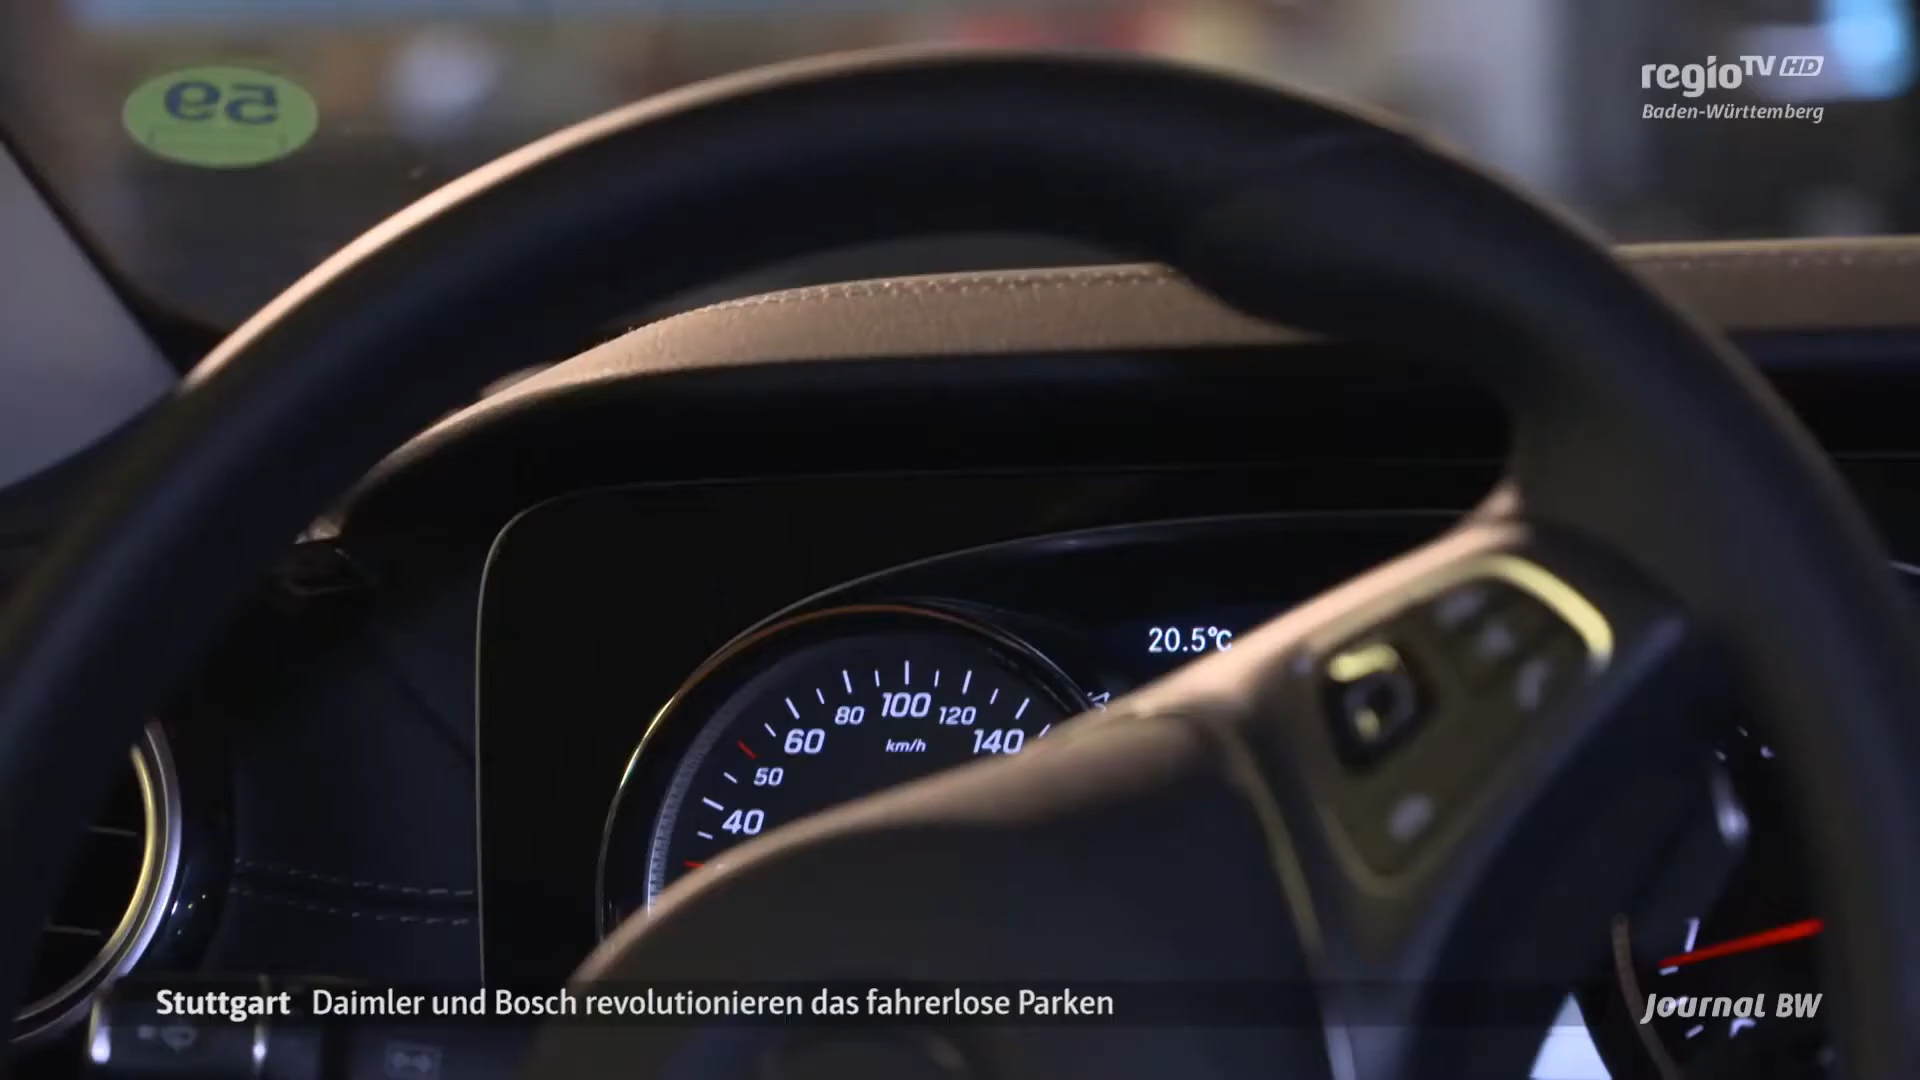 regioTV HD
Baden-Württemberg
20.5°C
80 100 120
60 km/h 140
50
40
Stuttgart Daimler und Bosch revolutionieren das fahrerlose Parken
Journal BW